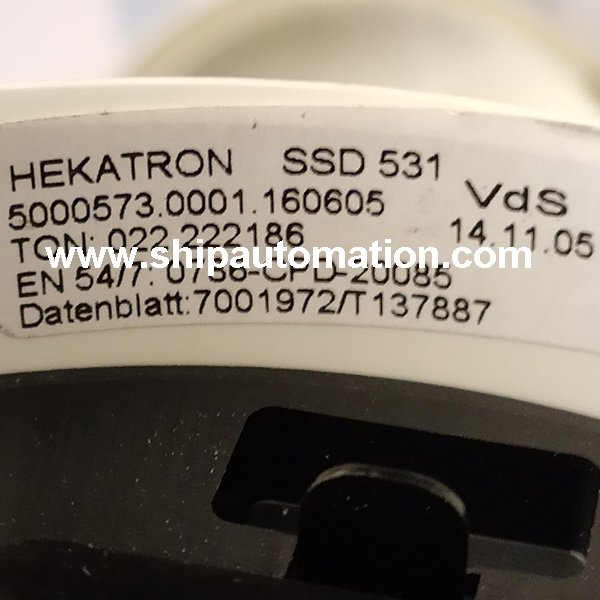 HEKATRON SSD 531
5000573.0001.160605 VdS
TQN: 022.222186 14.11.05
www.shipautomation.com
EN 54/7: 0786-CPD-20085
Datenblatt:7001972/T137887